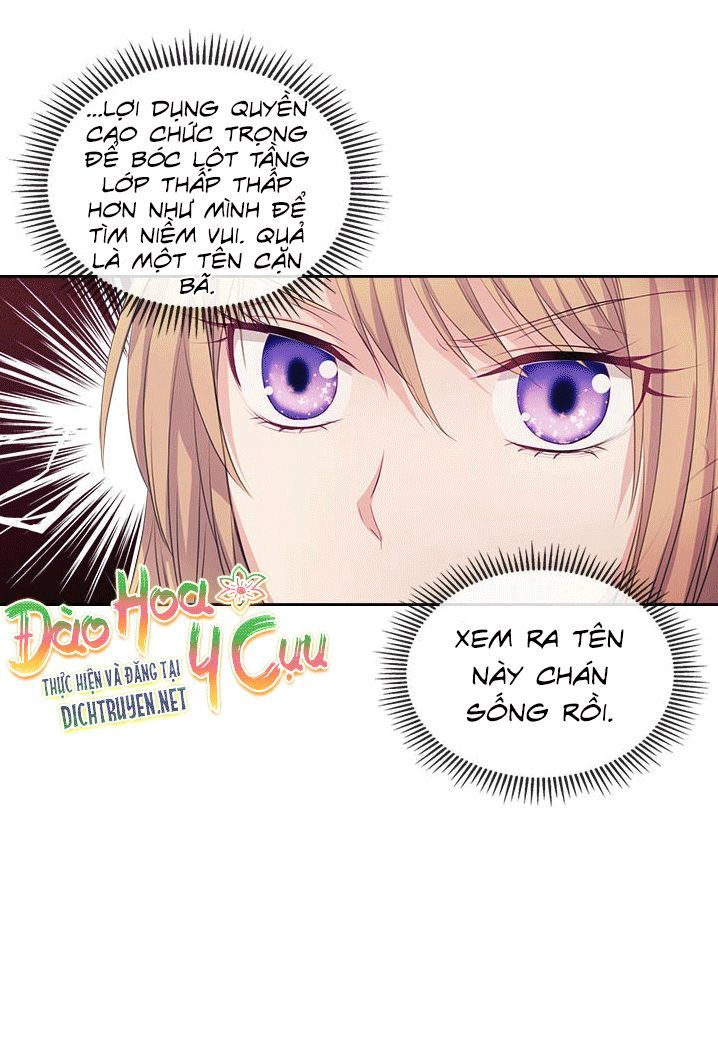 ...LỢI DỤNG QUYỀN
CAO CHỨC TRỌNG
ĐỂ BÓC LỘT TẦNG
LỚP THẤP THẤP
HƠN NHƯ MÌNH ĐỂ
TÌM NIỀM VUI. QUẢ
LÀ MỘT TÊN CẶN
BÃ.
Đào Hoa
Y Cựu
THỰC HIỆN VÀ ĐĂNG TẠI
DICHTRUYEN.NET
XEM RA TÊN
NÀY CHÁN
SỐNG RỒI.